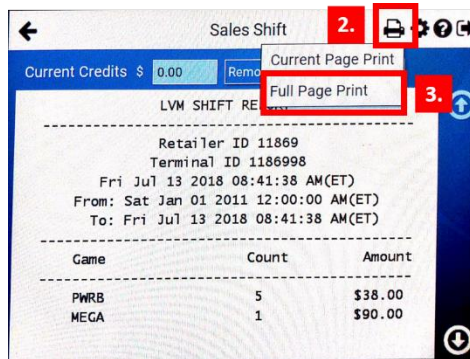 Sales Shift
2.
Current Page Print
Full Page Print
3.
Current Credits $ 0.00 Remo
LVM SHIFT
Retailer ID 11869
Terminal ID 1186998
Fri Jul 13 2018 08:41:38 AM(ET)
From: Sat Jan 01 2011 12:00:00 AM(ET)
To: Fri Jul 13 2018 08:41:38 AM(ET)
Game Count Amount
PWRB 5 $38.00
MEGA 1 $90.00